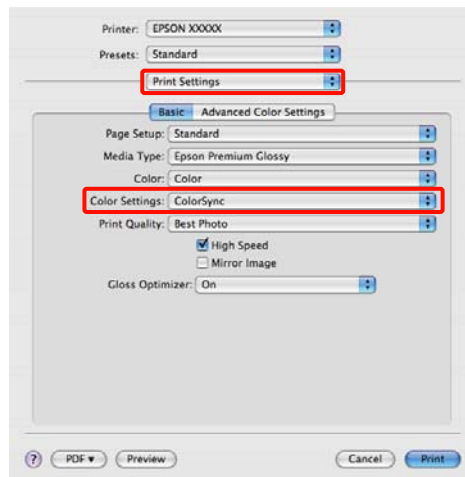 Printer: EPSON XXXXX
Presets: Standard
Print Settings
Basic Advanced Color Settings
Page Setup: Standard
Media Type: Epson Premium Glossy
Color: Color
Color Settings: ColorSync
Print Quality: Best Photo
High Speed
Mirror Image
Gloss Optimizer: On
? PDF ▼ Preview Cancel Print